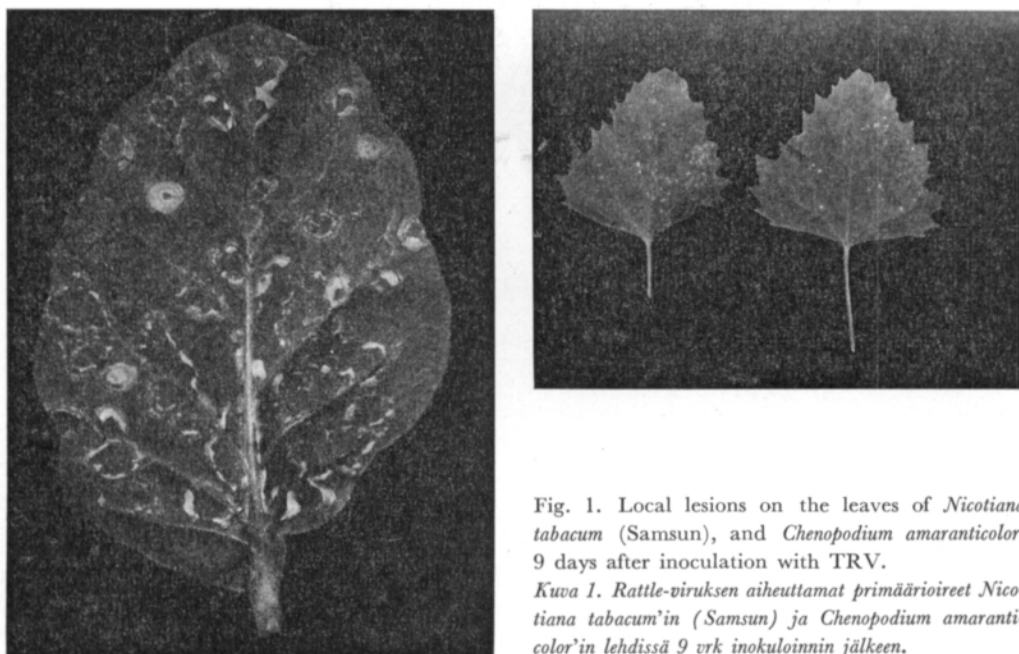 Fig. 1. Local lesions on the leaves of Nicotiana
tabacum (Samsun), and Chenopodium amaranticolor
9 days after inoculation with TRV.
Kuva 1. Rattle-viruksen aiheuttamat primäärioireet Nico-
tiana tabacum'in (Samsun) ja Chenopodium amaranti-
color'in lehdissä 9 vrk inokuloinnin jälkeen.